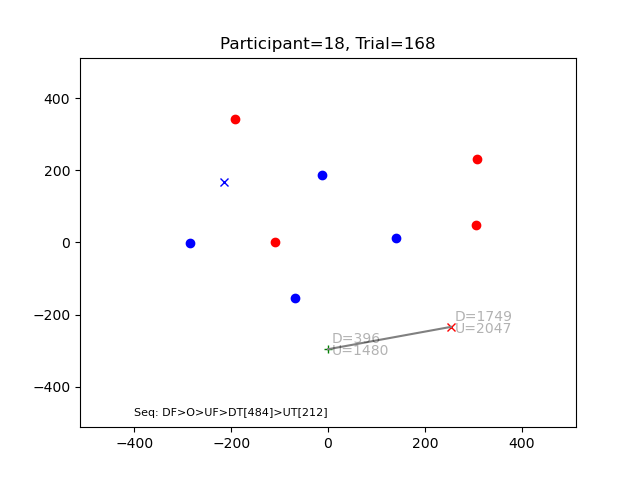 Participant=18, Trial=168
400
200
0
−200
−400
D=1749
U=2047
D=396
U=1480
Seq: DF>O>UF>DT[484]>UT[212]
−400
−200
0
200
400